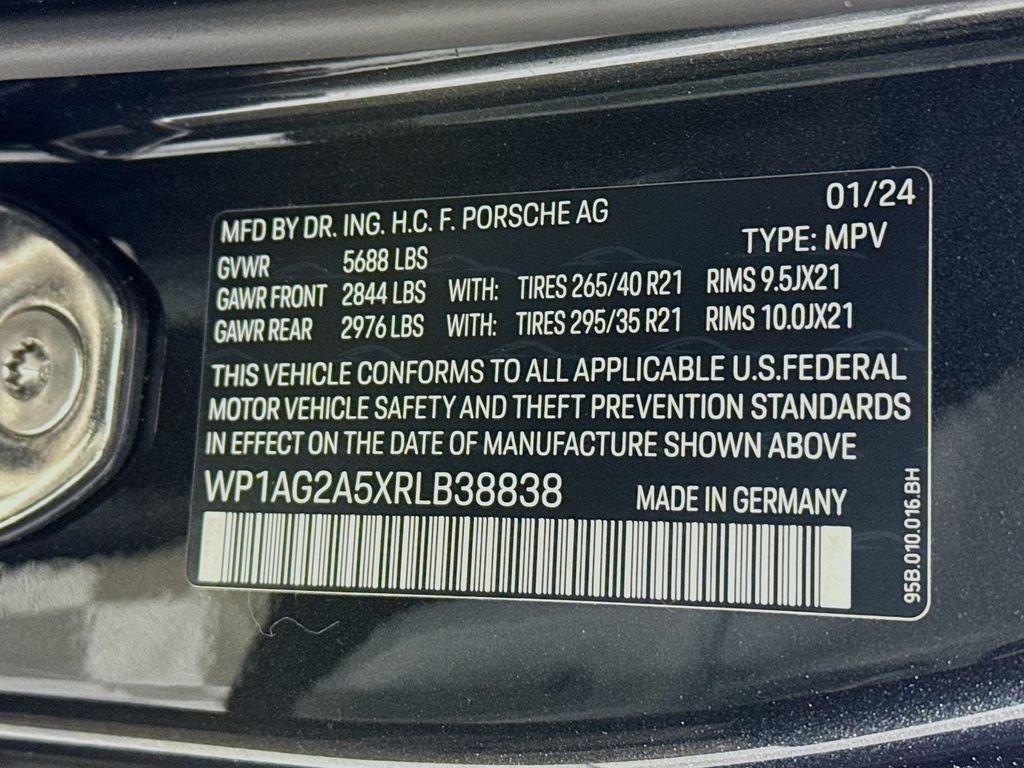 01/24
MFD BY DR. ING. H.C. F. PORSCHE AG
TYPE: MPV
GVWR 5688 LBS
GAWR FRONT 2844 LBS WITH: TIRES 265/40 R21 RIMS 9.5JX21
GAWR REAR 2976 LBS WITH: TIRES 295/35 R21 RIMS 10.0JX21
THIS VEHICLE CONFORMS TO ALL APPLICABLE U.S.FEDERAL
MOTOR VEHICLE SAFETY AND THEFT PREVENTION STANDARDS
IN EFFECT ON THE DATE OF MANUFACTURE SHOWN ABOVE
WP1AG2A5XRLB38838 MADE IN GERMANY
95B.010.016.BH